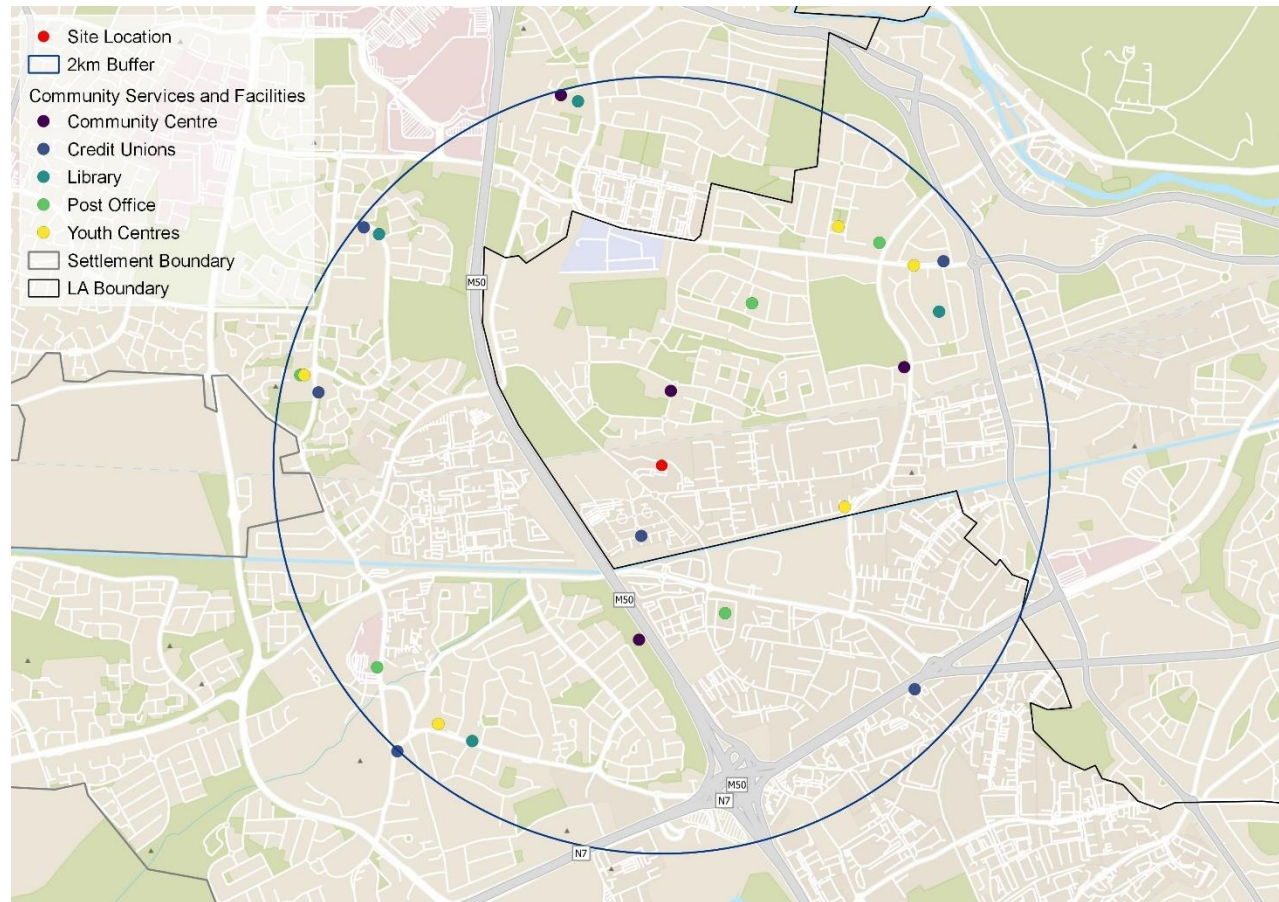 Site Location
2km Buffer
Community Services and Facilities
Community Centre
Credit Unions
Library
Post Office
Youth Centres
Settlement Boundary
LA Boundary
M50
M50
M50
N7
N7